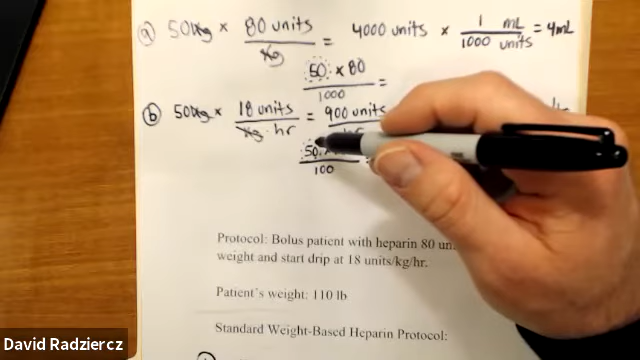 a) 50kg × 80 units / kg = 4000 units × 1 mL / 1000 units = 4mL
50 × 80 / 1000 =
b) 50kg × 18 units / kg · hr = 900 units / hr
50 × / 100
Protocol: Bolus patient with heparin 80
weight and start drip at 18 units/kg/hr.
Patient's weight: 110 lb
Standard Weight-Based Heparin Protocol:
David Radziercz